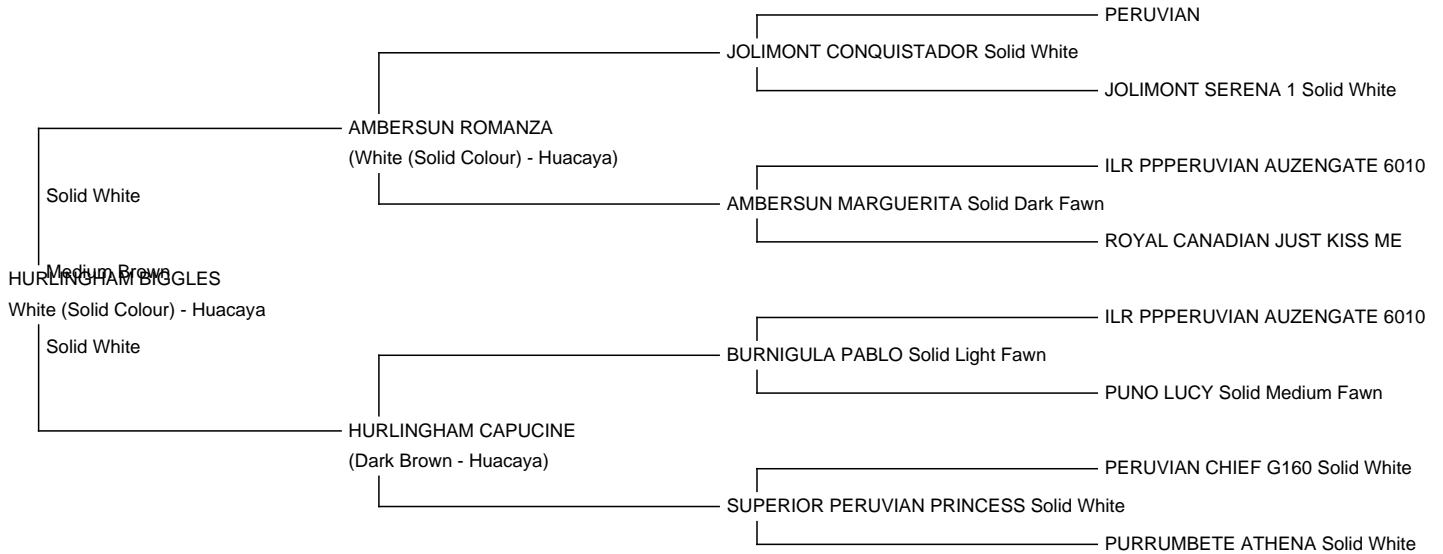 PERUVIAN
JOLIMONT CONQUISTADOR Solid White
JOLIMONT SERENA 1 Solid White
AMBERSUN ROMANZA
(White (Solid Colour) - Huacaya)
ILR PPPERUVIAN AUZENGATE 6010
Solid White
AMBERSUN MARGUERITA Solid Dark Fawn
ROYAL CANADIAN JUST KISS ME
Medium Brown
HURLINGHAM BIGGLES
White (Solid Colour) - Huacaya
ILR PPPERUVIAN AUZENGATE 6010
Solid White
BURNIGULA PABLO Solid Light Fawn
PUNO LUCY Solid Medium Fawn
HURLINGHAM CAPUCINE
(Dark Brown - Huacaya)
PERUVIAN CHIEF G160 Solid White
SUPERIOR PERUVIAN PRINCESS Solid White
PURRUMBETE ATHENA Solid White